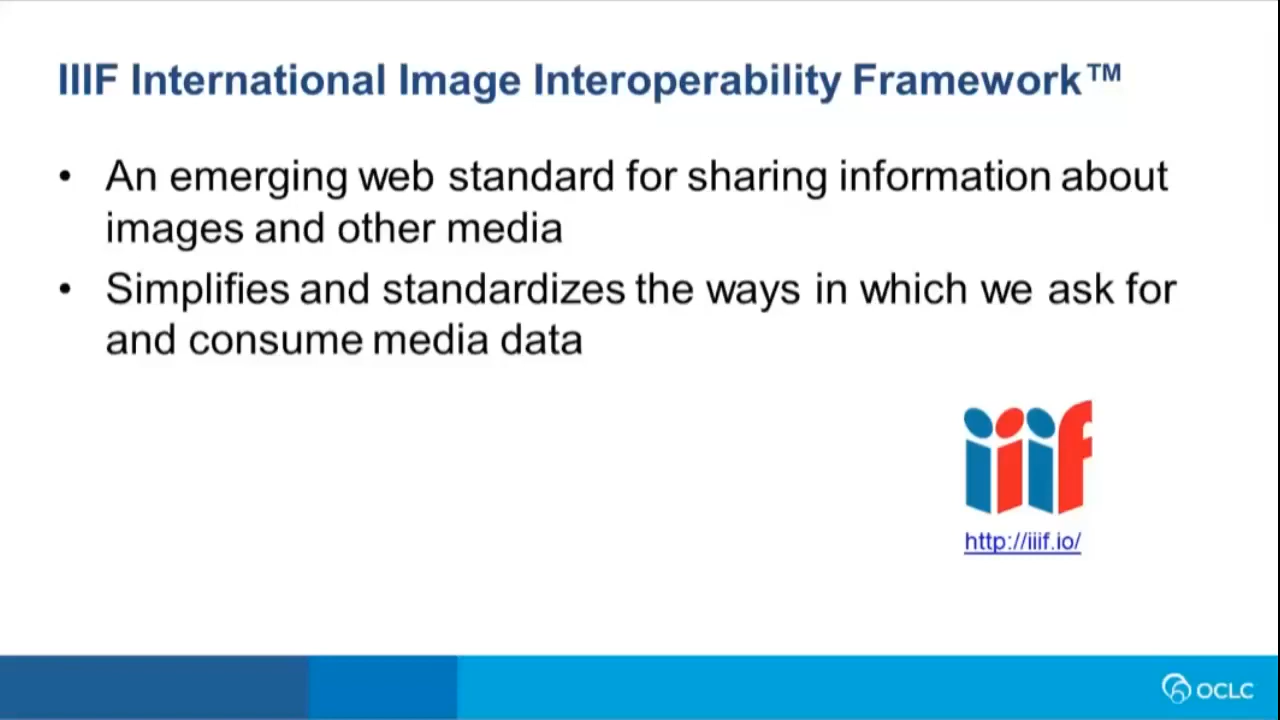 IIIF International Image Interoperability Framework™
• An emerging web standard for sharing information about
images and other media
• Simplifies and standardizes the ways in which we ask for
and consume media data
iiif
http://iiif.io/
OCLC